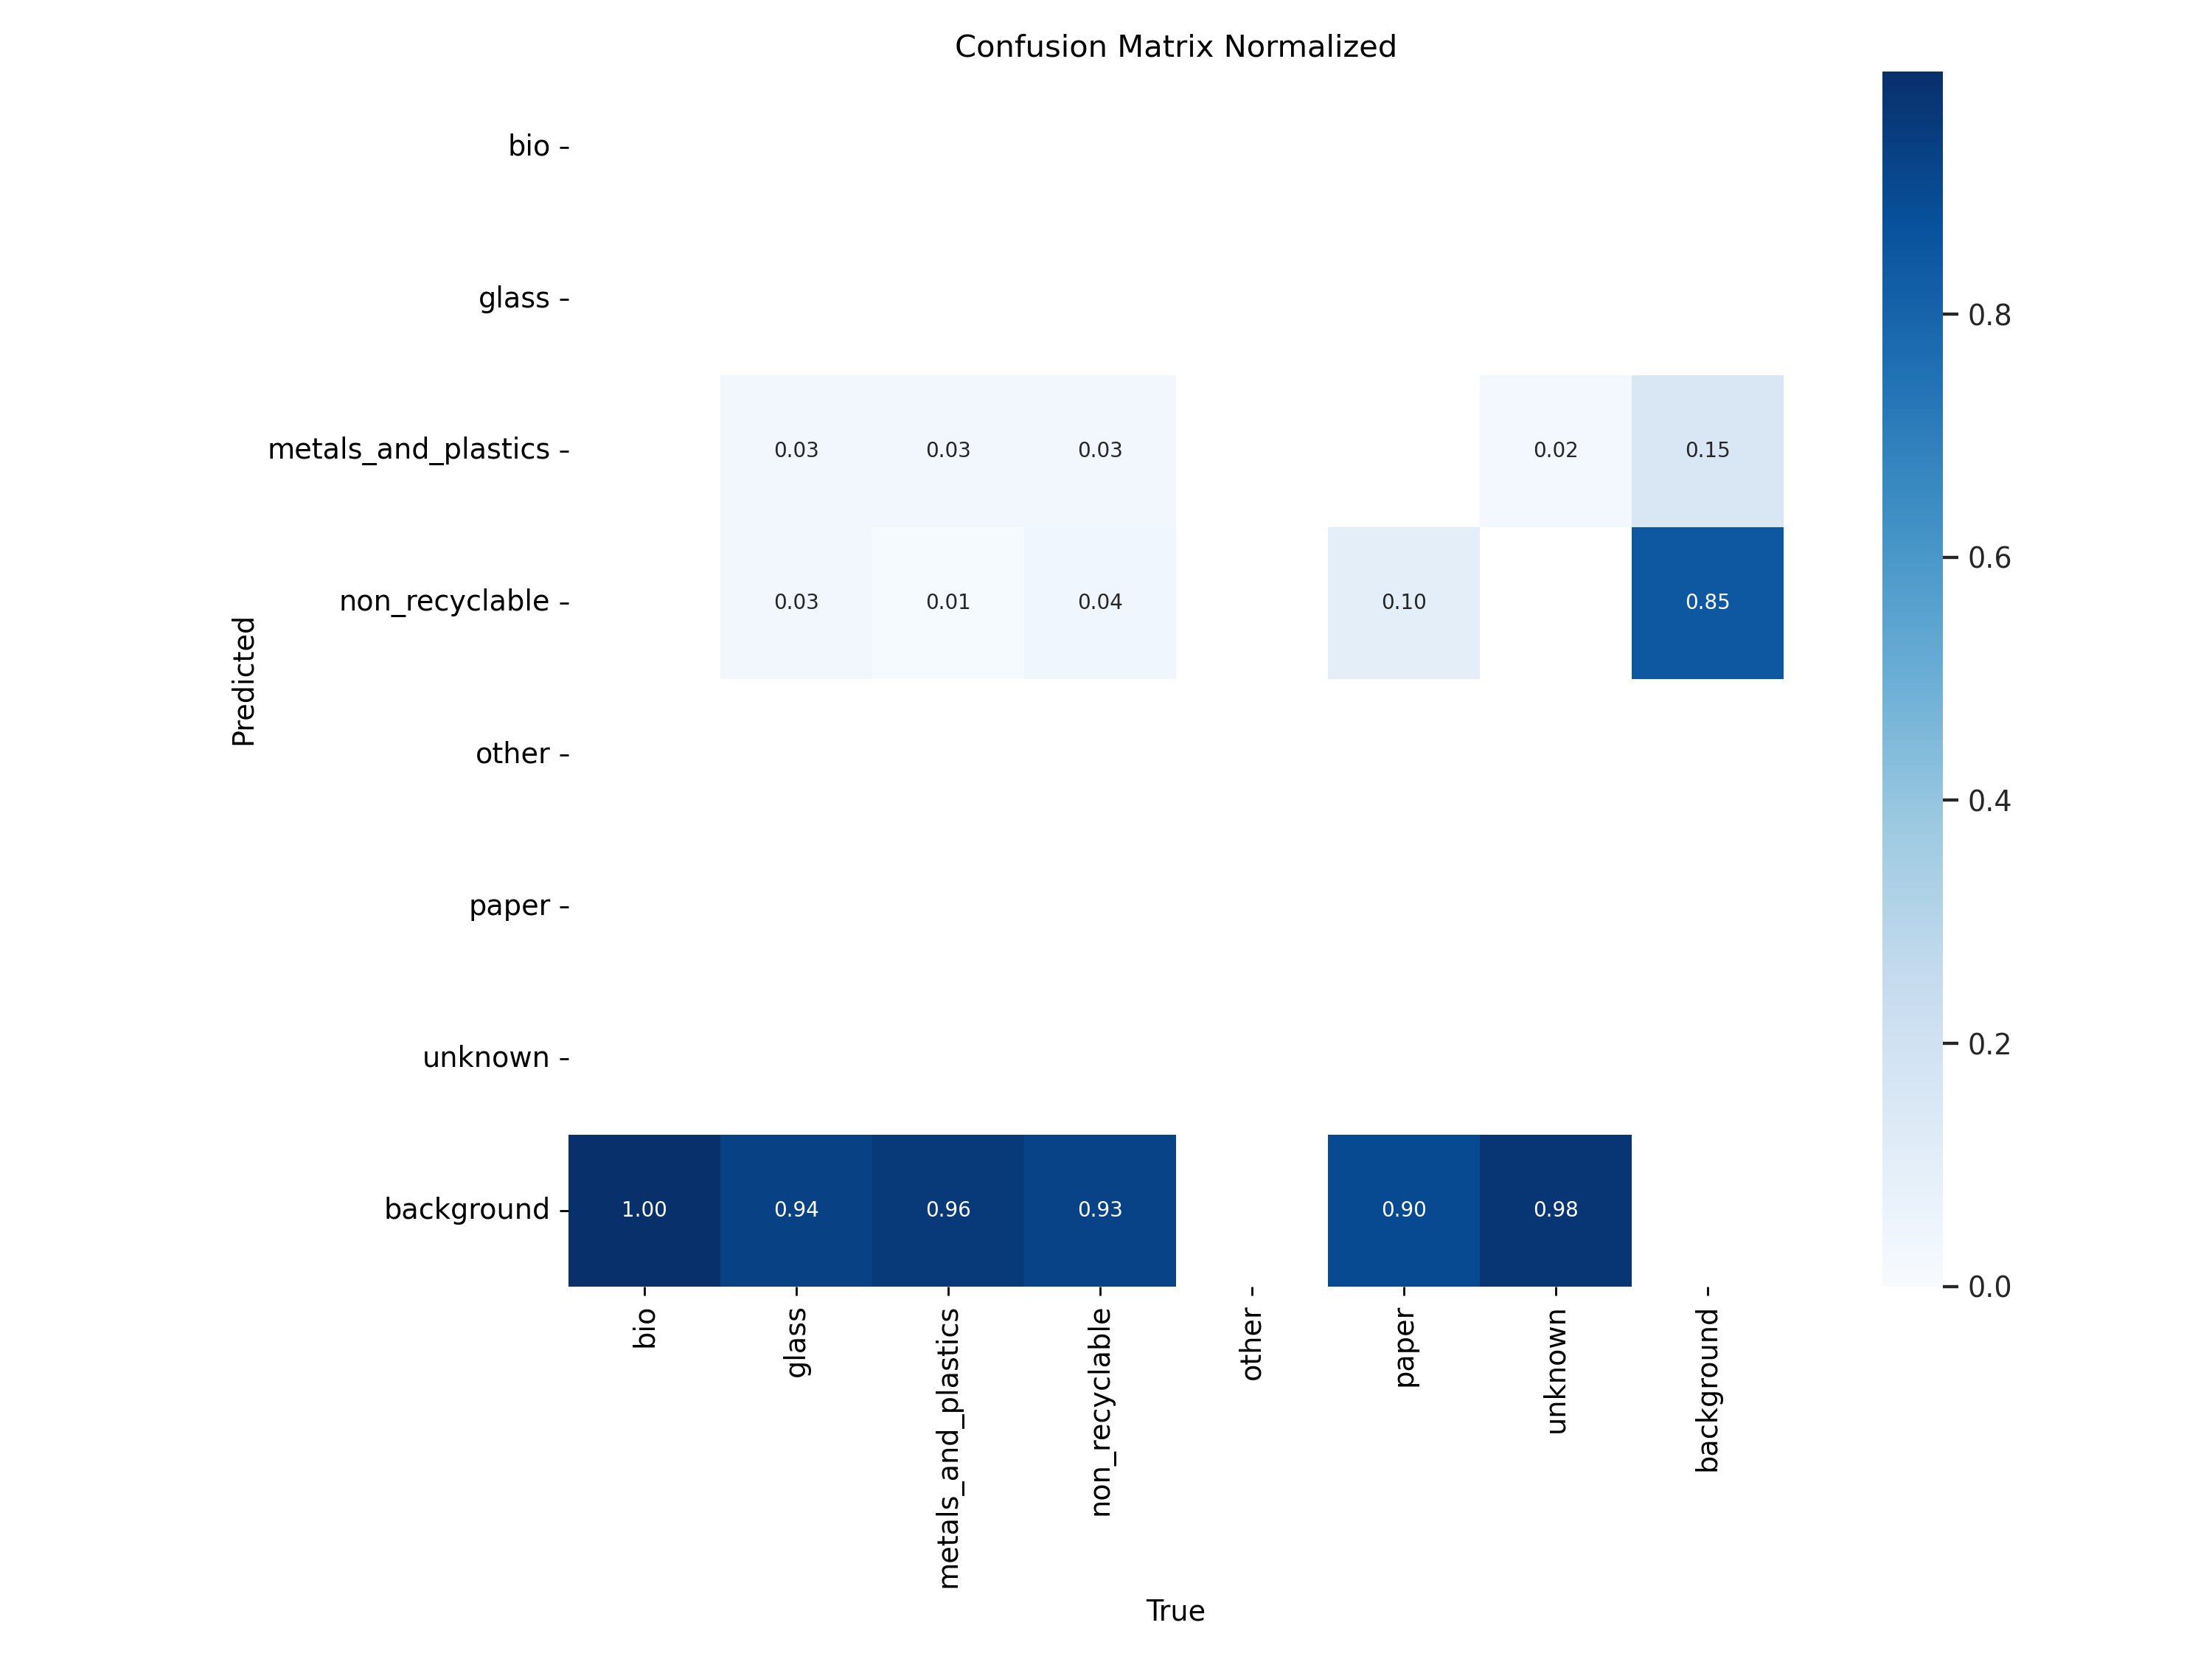 Confusion Matrix Normalized
bio
glass
metals_and_plastics
0.03 0.03 0.03 0.02 0.15
non_recyclable
0.03 0.01 0.04 0.10 0.85
other
paper
unknown
background
1.00 0.94 0.96 0.93 0.90 0.98
Predicted
bio
glass
metals_and_plastics
non_recyclable
other
paper
unknown
background
True
0.8
0.6
0.4
0.2
0.0